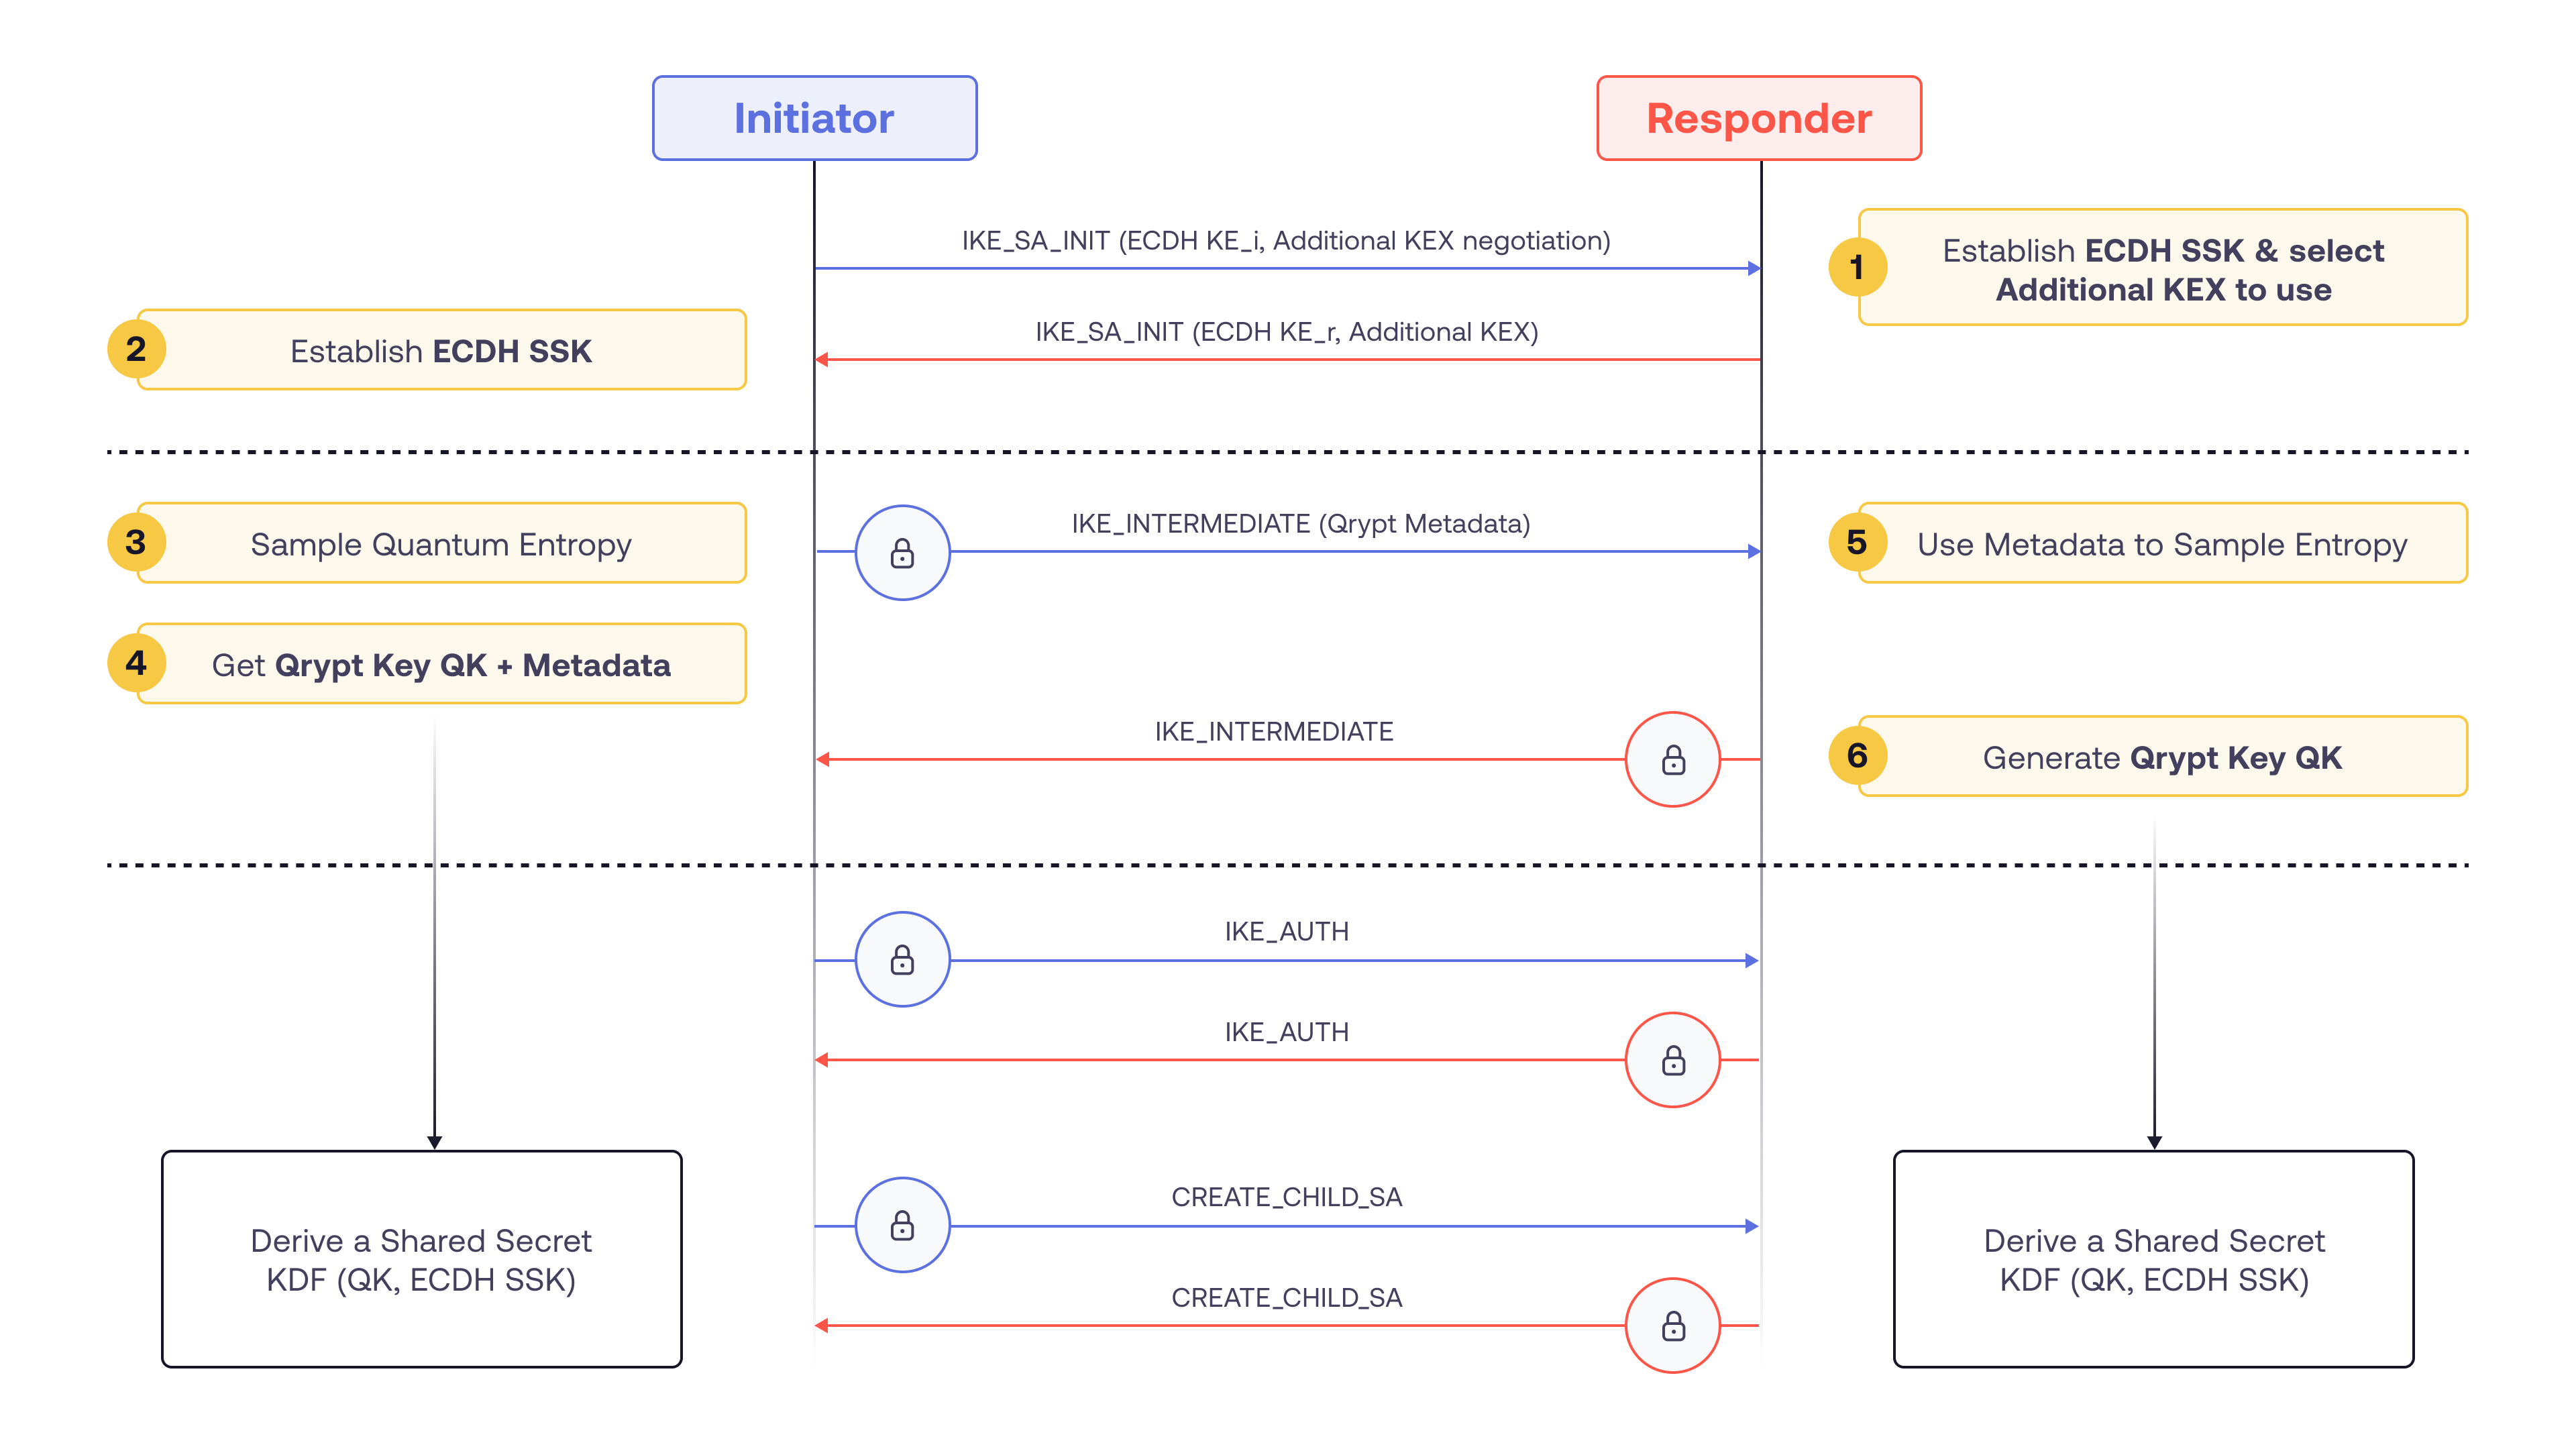 Initiator
Responder
IKE_SA_INIT (ECDH KE_i, Additional KEX negotiation)
1
Establish ECDH SSK & select
Additional KEX to use
2
Establish ECDH SSK
IKE_SA_INIT (ECDH KE_r, Additional KEX)
3
Sample Quantum Entropy
IKE_INTERMEDIATE (Qrypt Metadata)
5
Use Metadata to Sample Entropy
4
Get Qrypt Key QK + Metadata
IKE_INTERMEDIATE
6
Generate Qrypt Key QK
IKE_AUTH
IKE_AUTH
CREATE_CHILD_SA
CREATE_CHILD_SA
Derive a Shared Secret
KDF (QK, ECDH SSK)
Derive a Shared Secret
KDF (QK, ECDH SSK)